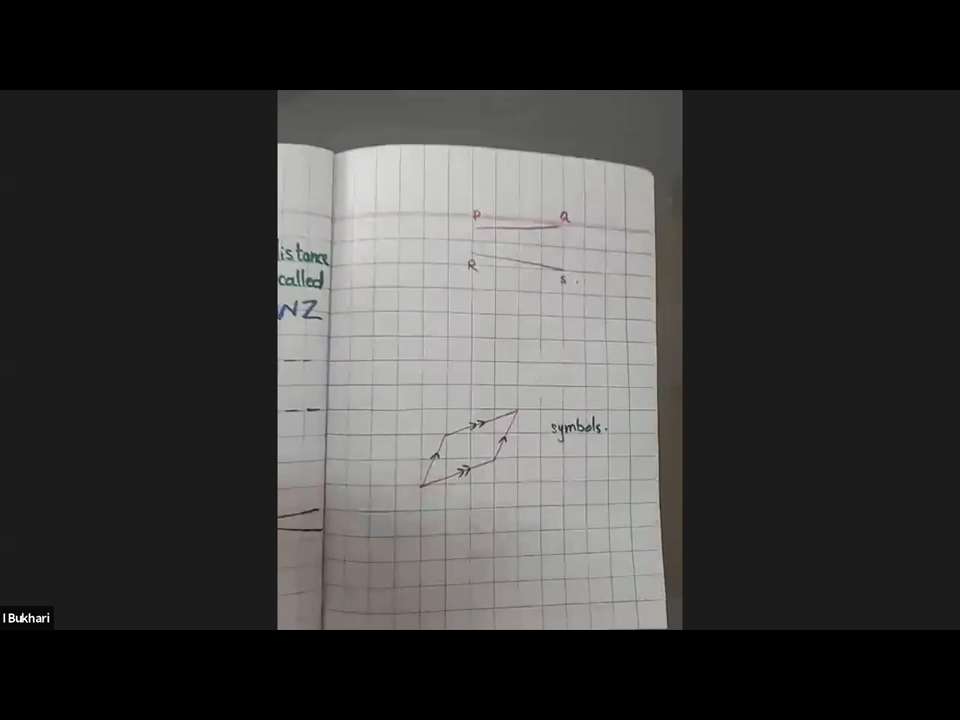 P Q
R S.
istance
called
NZ
symbols.
I Bukhari